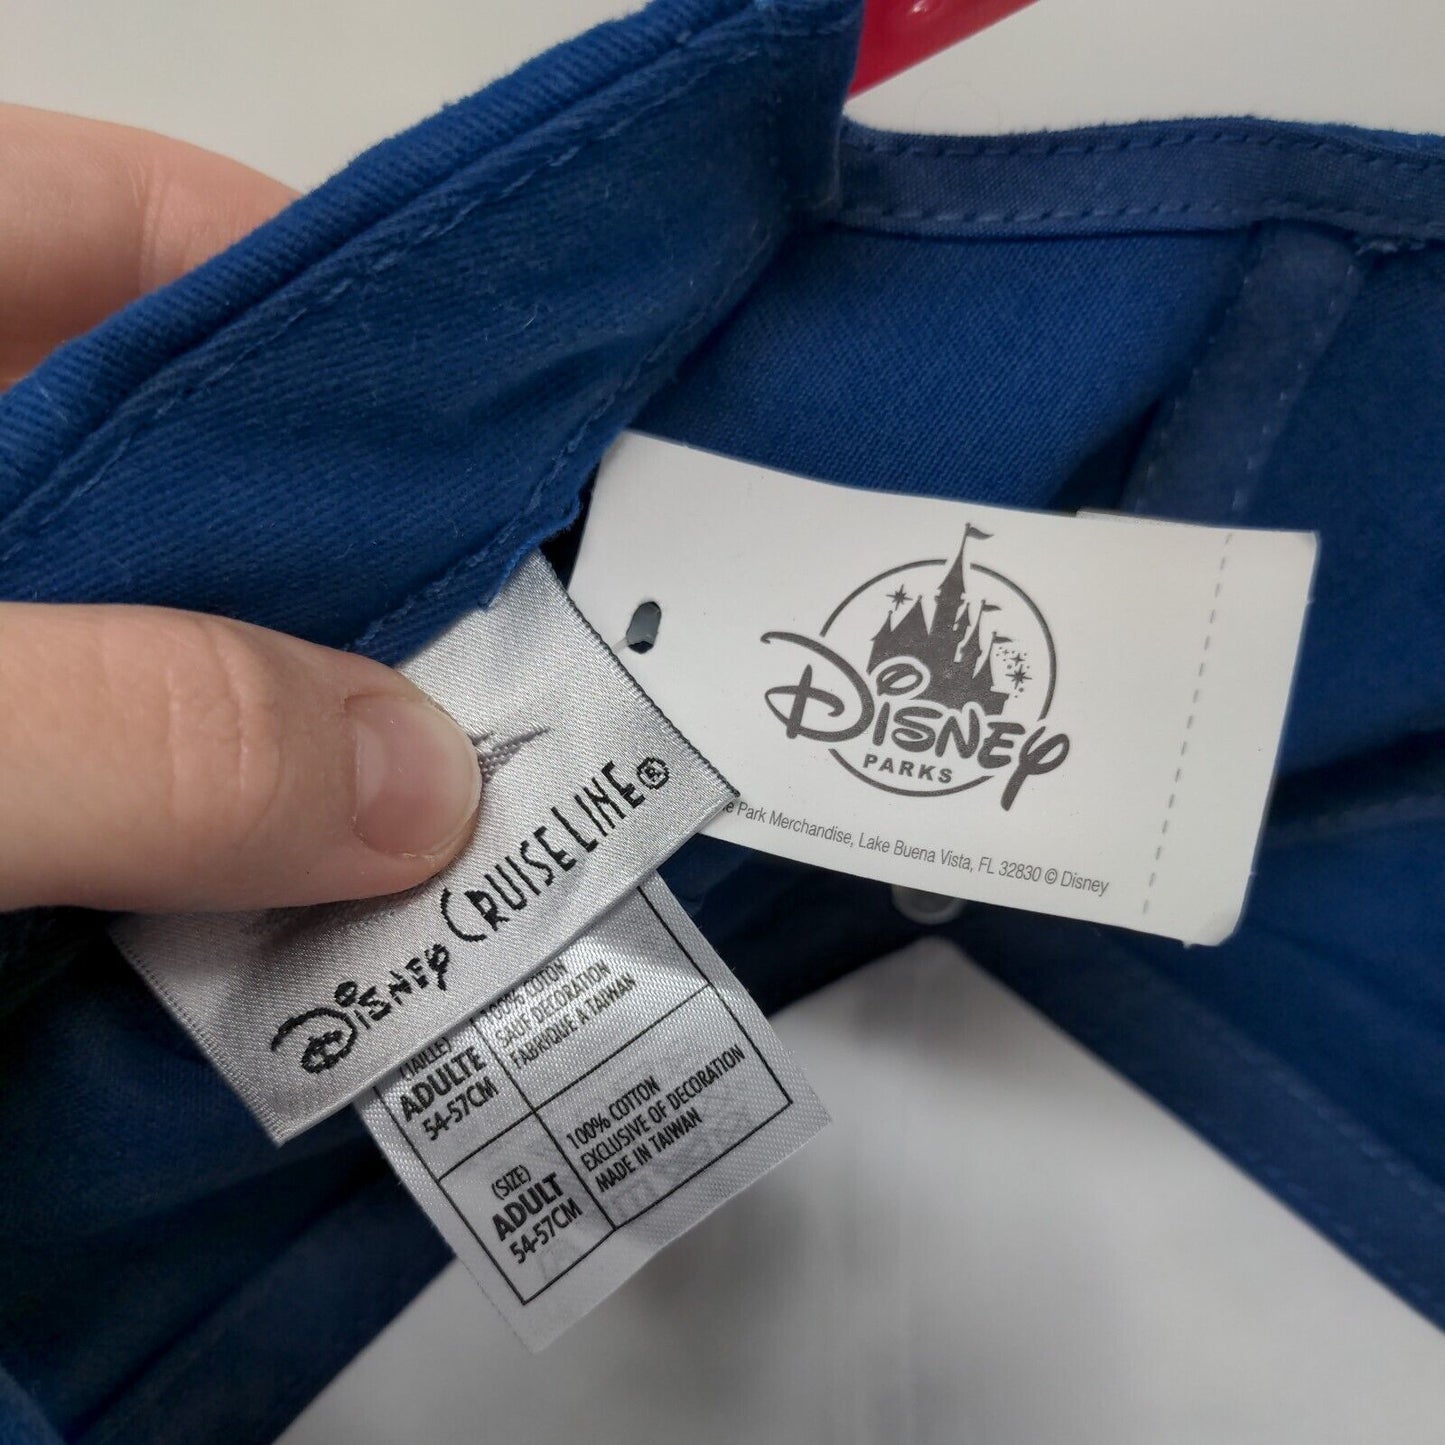 Disney
PARKS
Park Merchandise, Lake Buena Vista, FL 32830 © Disney
Disney CRUISE LINE®
(TAILLE)
ADULTE
54-57CM
100% COTON
SAUF DECORATION
FABRIQUE A TAIWAN
(SIZE)
ADULT
54-57CM
100% COTTON
EXCLUSIVE OF DECORATION
MADE IN TAIWAN